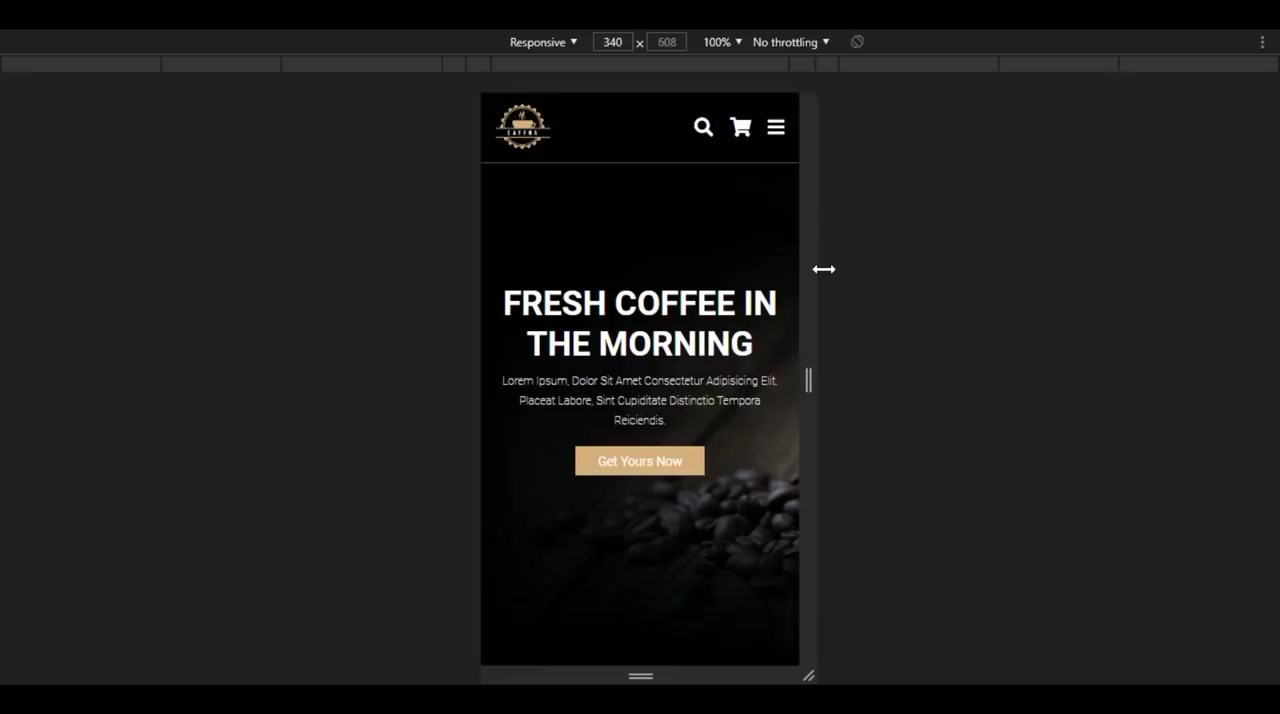 Responsive ▼ 340 × 608 100% ▼ No throttling ▼
FRESH COFFEE IN
THE MORNING
Lorem Ipsum, Dolor Sit Amet Consectetur Adipisicing Elit.
Placeat Labore, Sint Cupiditate Distinctio Tempora
Reiciendis.
Get Yours Now